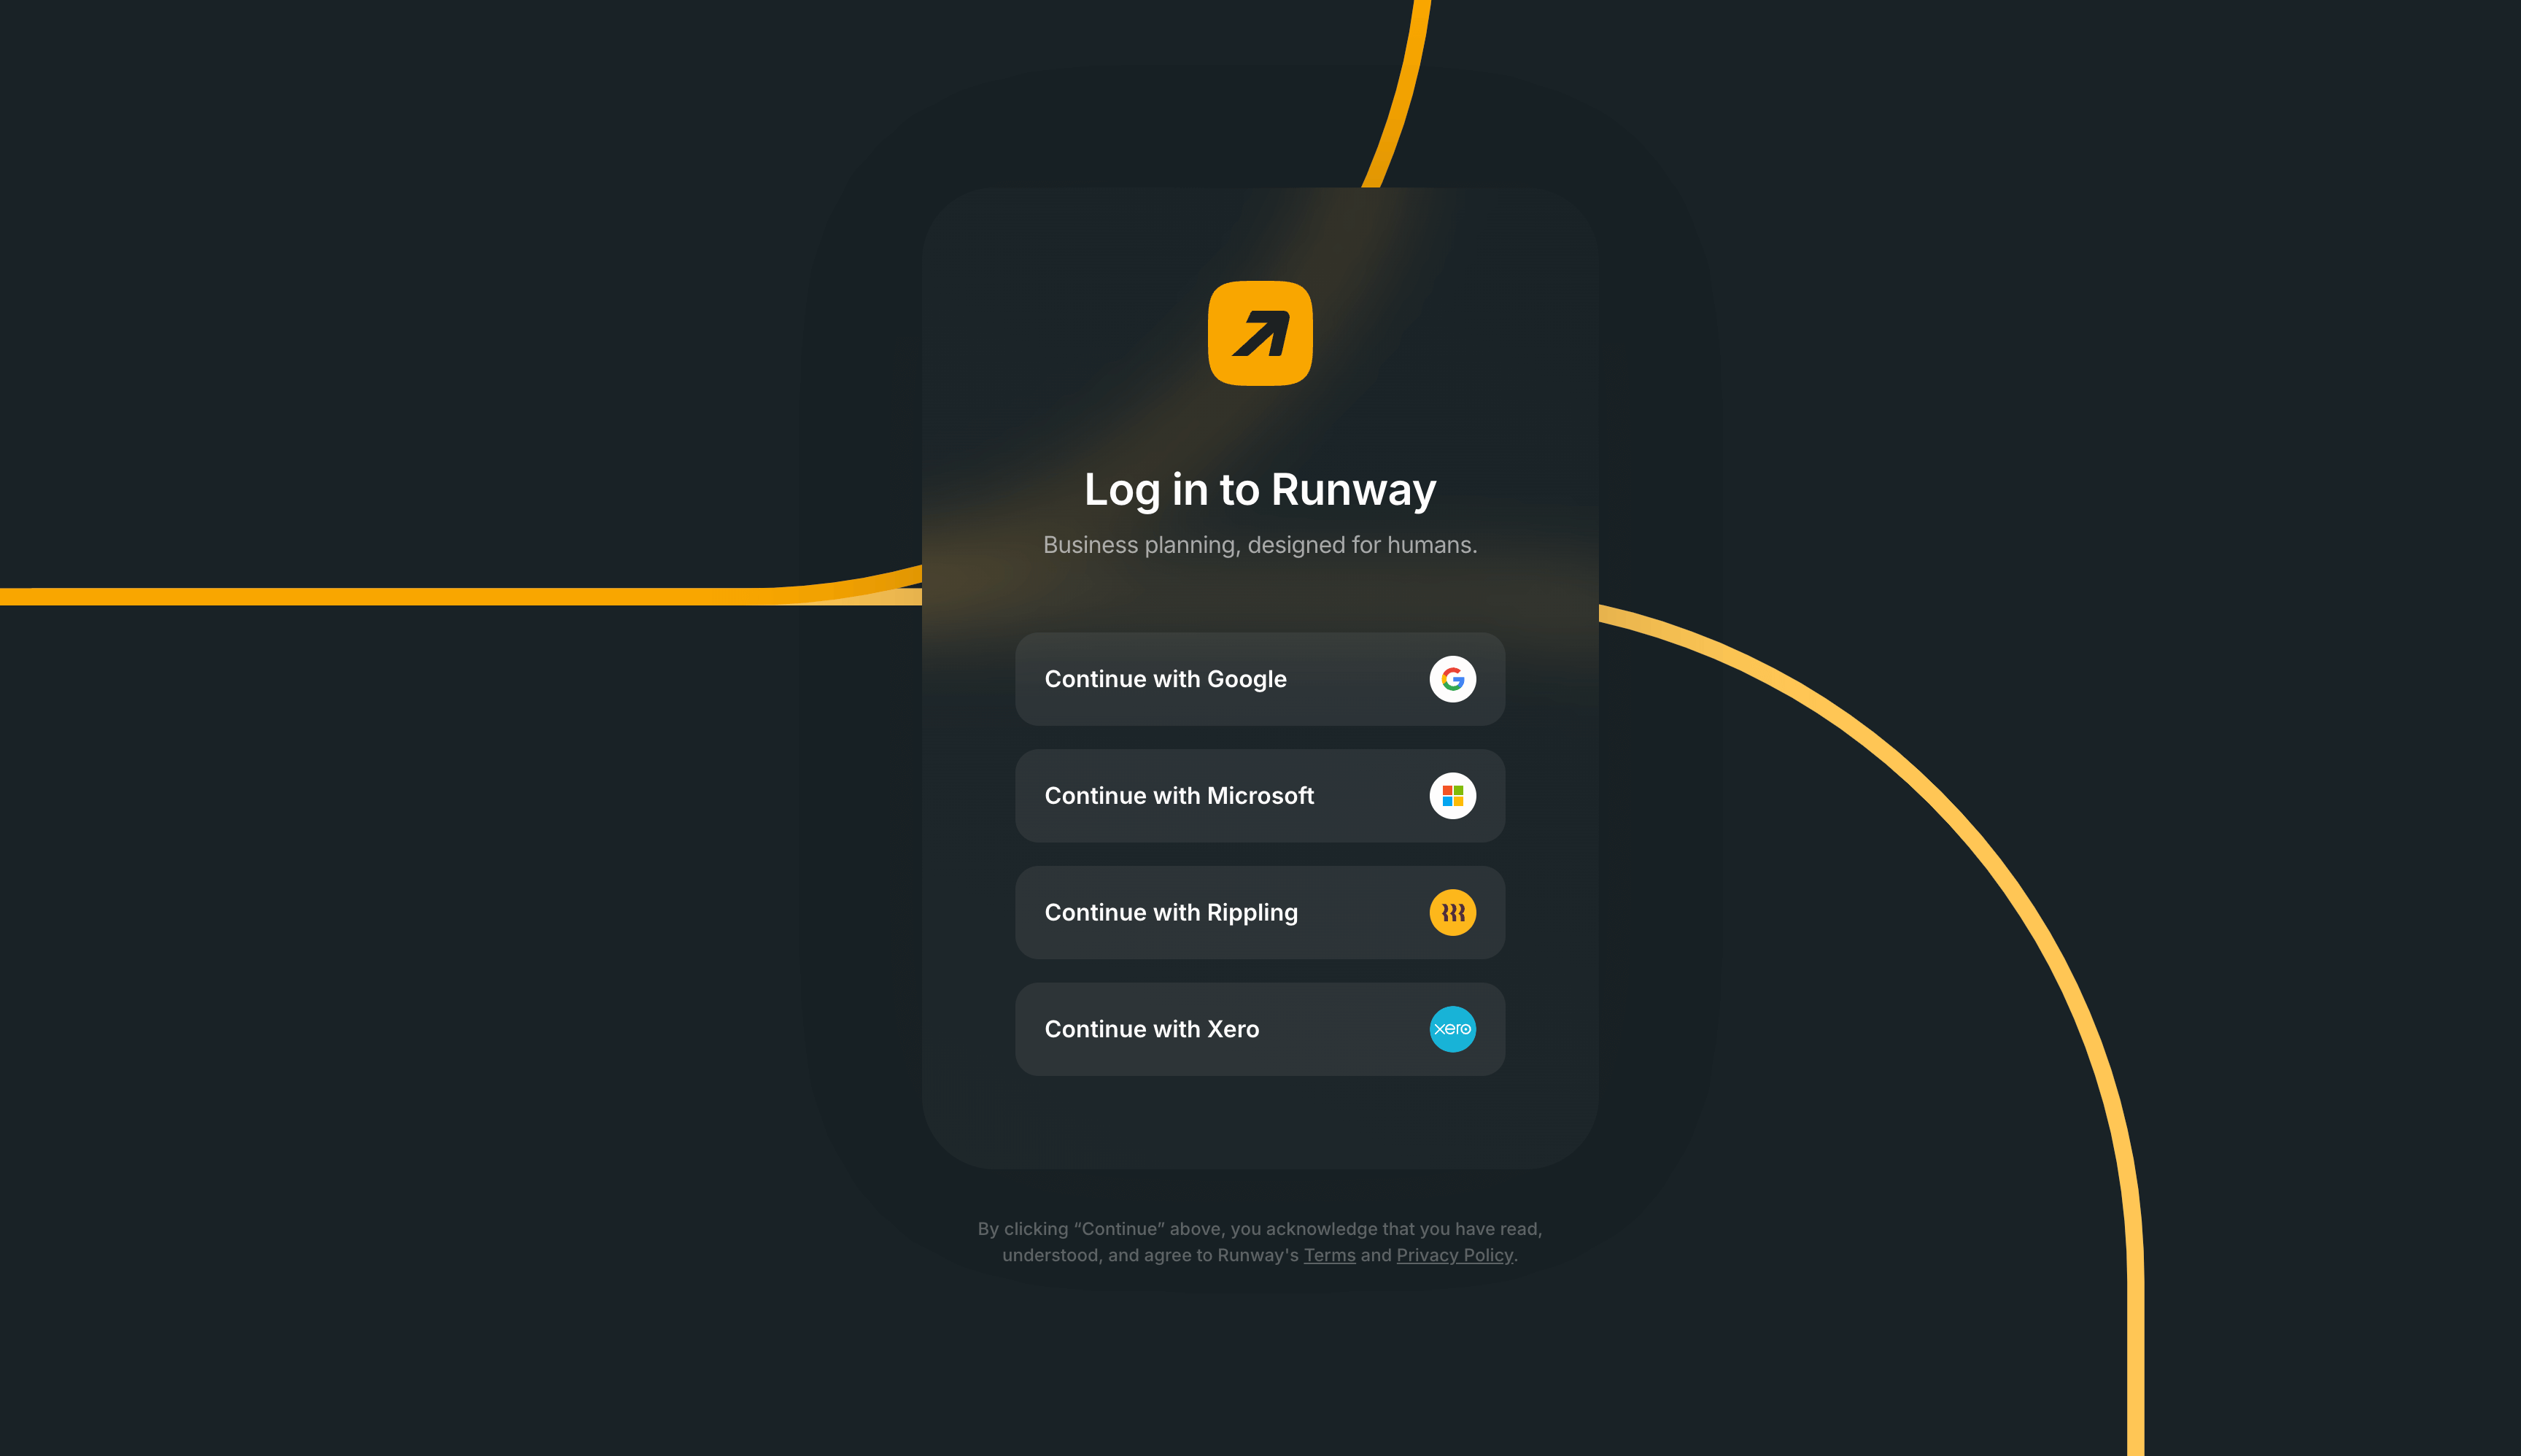 Log in to Runway
Business planning, designed for humans.
Continue with Google
Continue with Microsoft
Continue with Rippling
Continue with Xero
xero
By clicking “Continue” above, you acknowledge that you have read,
understood, and agree to Runway's Terms and Privacy Policy.